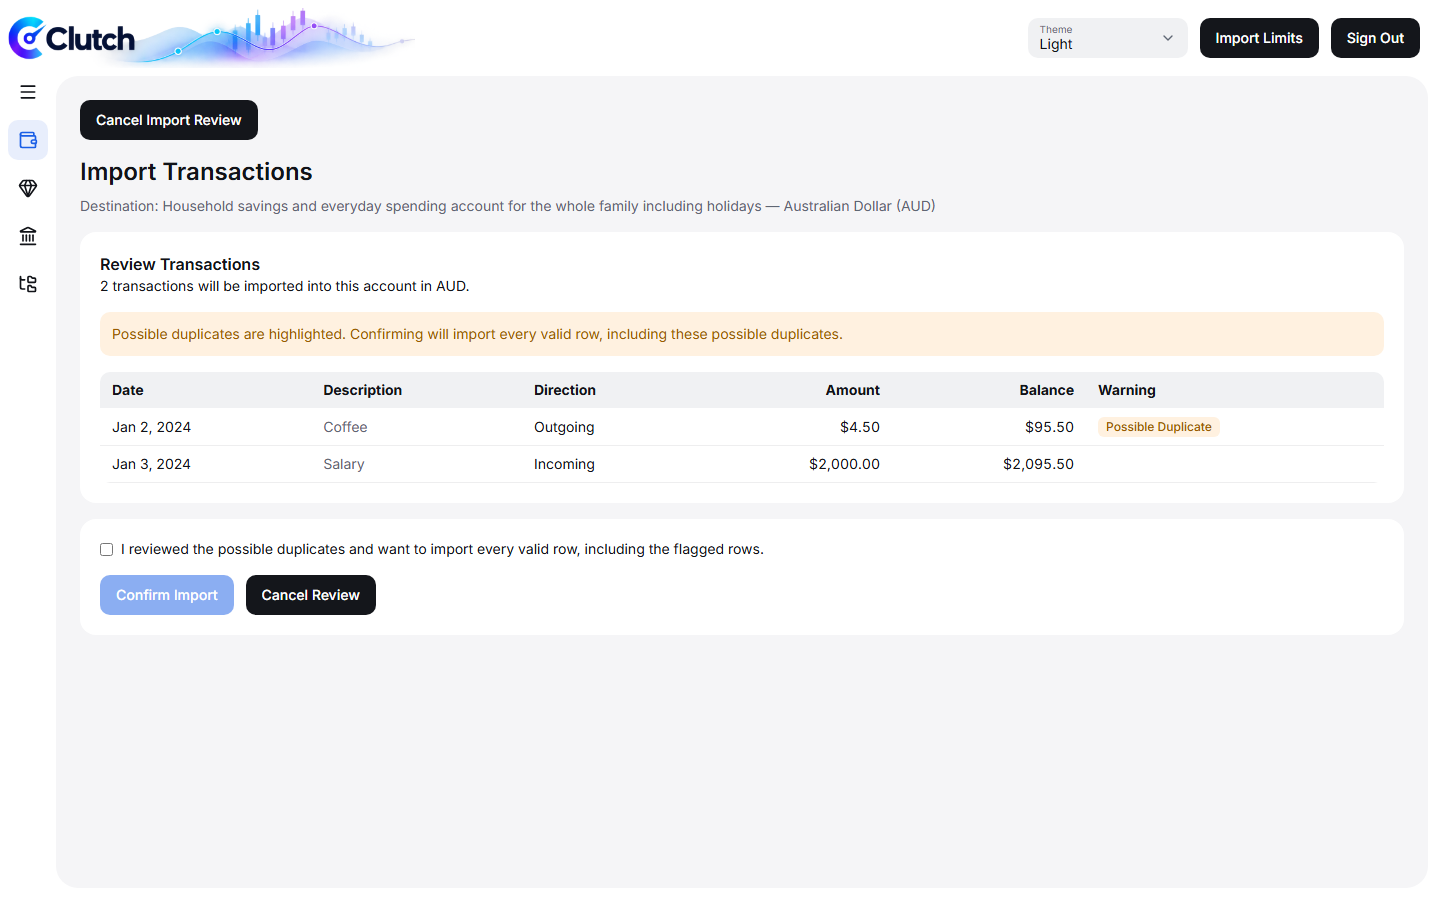 Clutch
Theme
Light
Import Limits
Sign Out
Cancel Import Review
Import Transactions
Destination: Household savings and everyday spending account for the whole family including holidays — Australian Dollar (AUD)
Review Transactions
2 transactions will be imported into this account in AUD.
Possible duplicates are highlighted. Confirming will import every valid row, including these possible duplicates.
Date Description Direction Amount Balance Warning
Jan 2, 2024 Coffee Outgoing $4.50 $95.50 Possible Duplicate
Jan 3, 2024 Salary Incoming $2,000.00 $2,095.50
I reviewed the possible duplicates and want to import every valid row, including the flagged rows.
Confirm Import Cancel Review